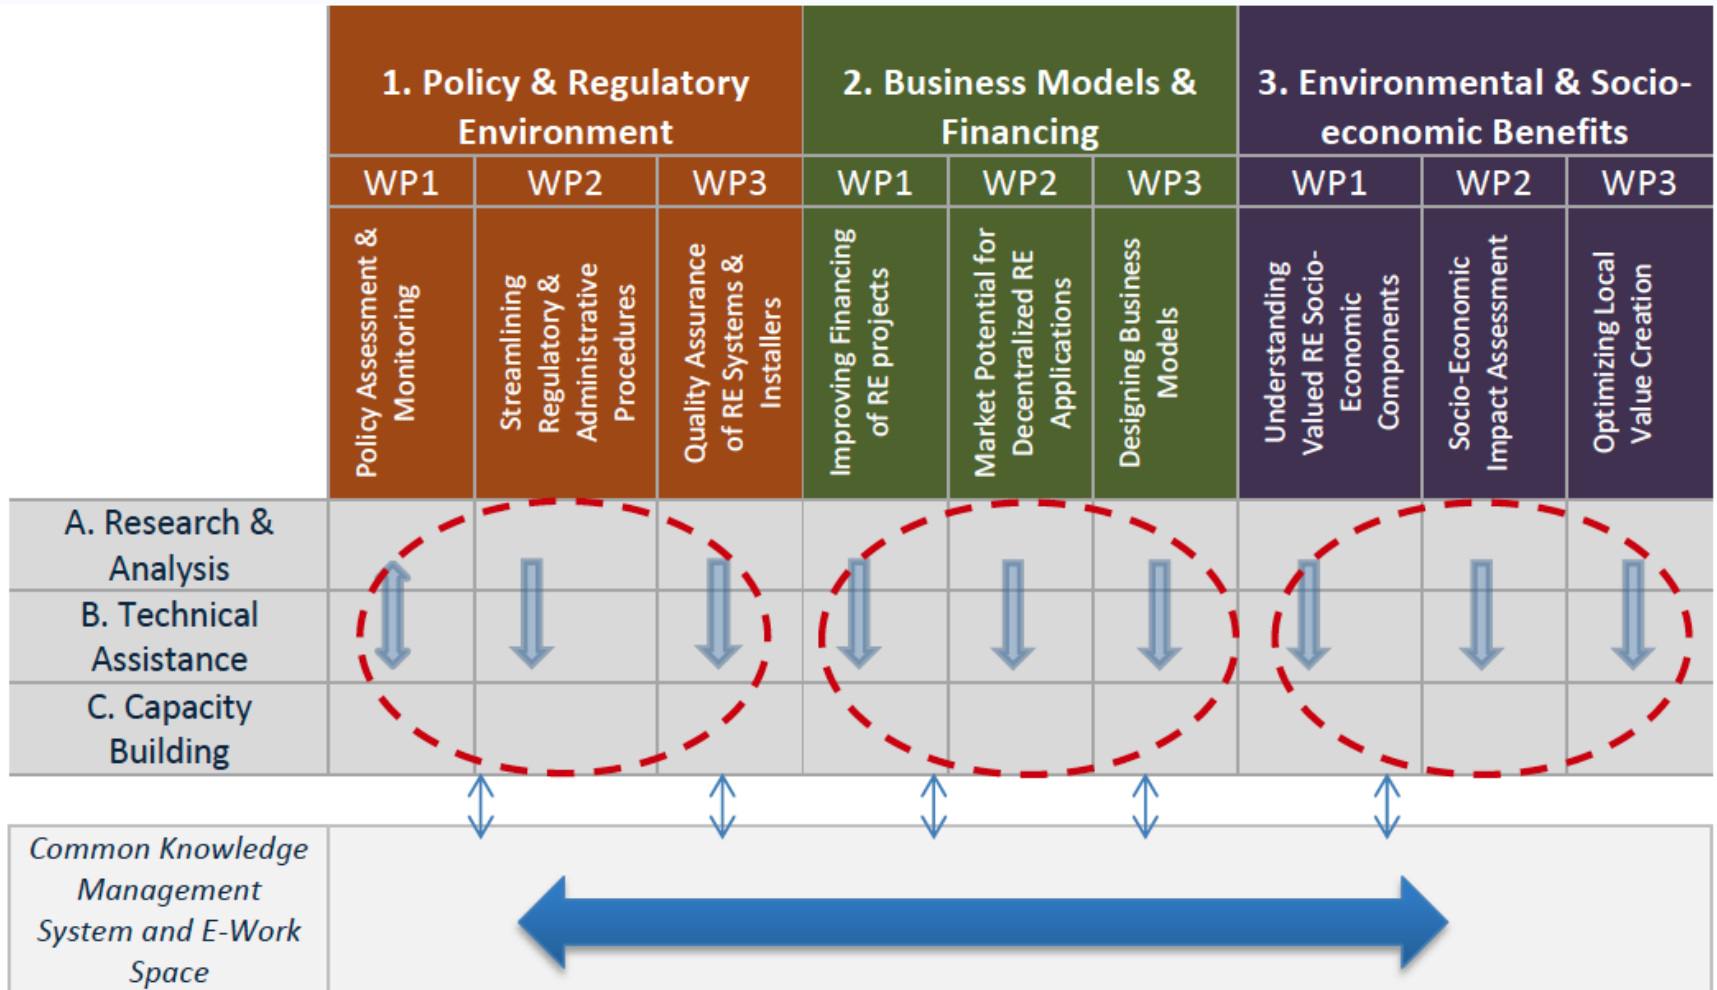 1. Policy & Regulatory
Environment
2. Business Models &
Financing
3. Environmental & Socio-
economic Benefits
WP1
WP2
WP3
WP1
WP2
WP3
WP1
WP2
WP3
Policy Assessment &
Monitoring
Streamlining
Regulatory &
Administrative
Procedures
Quality Assurance
of RE Systems &
Installers
Improving Financing
of RE projects
Market Potential for
Decentralized RE
Applications
Designing Business
Models
Understanding
Valued RE Socio-
Economic
Components
Socio-Economic
Impact Assessment
Optimizing Local
Value Creation
A. Research &
Analysis
B. Technical
Assistance
C. Capacity
Building
Common Knowledge
Management
System and E-Work
Space